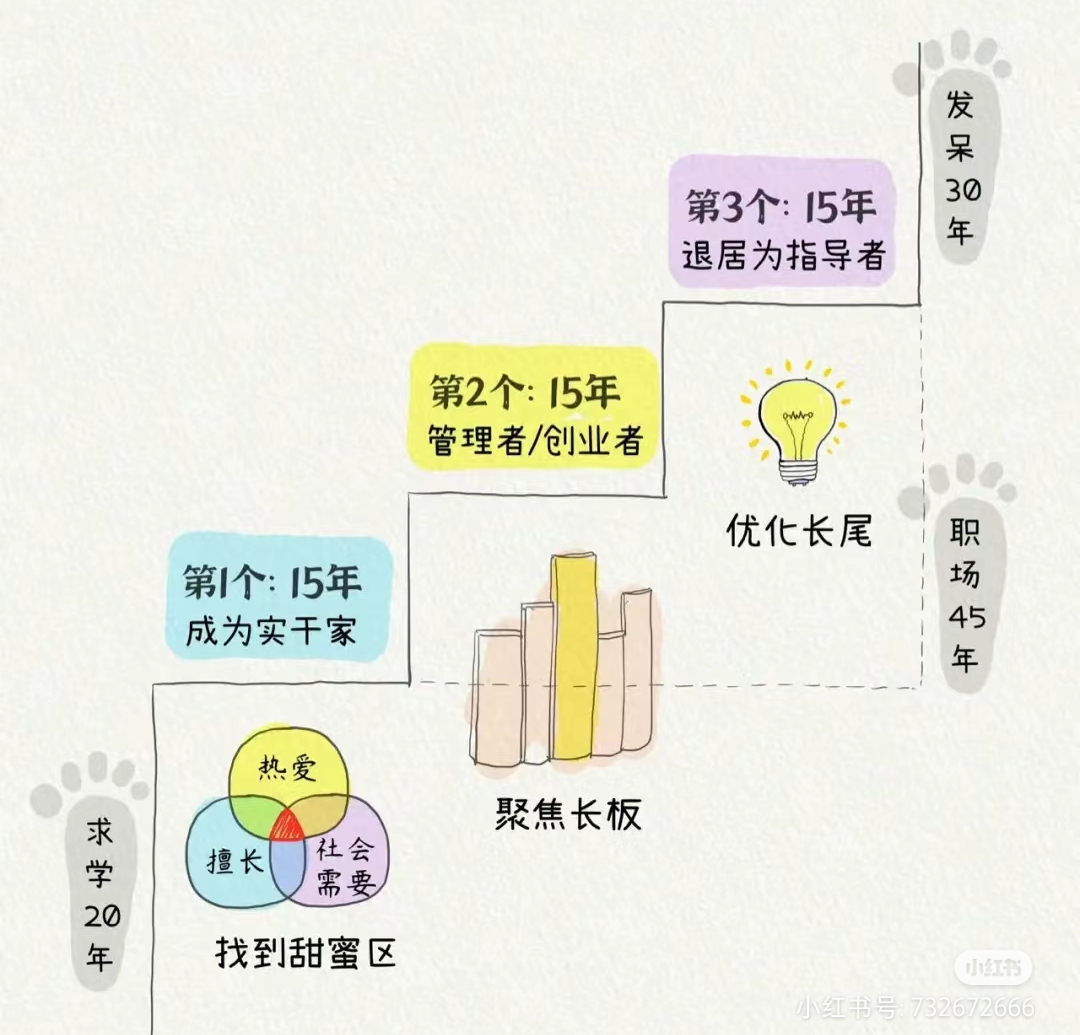 发呆30年
第3个: 15年
退居为指导者
第2个: 15年
管理者/创业者
优化长尾
职场45年
第1个: 15年
成为实干家
聚焦长板
热爱
擅长
社会
需要
求学20年
找到甜蜜区
小红书
小红书号: 732672666